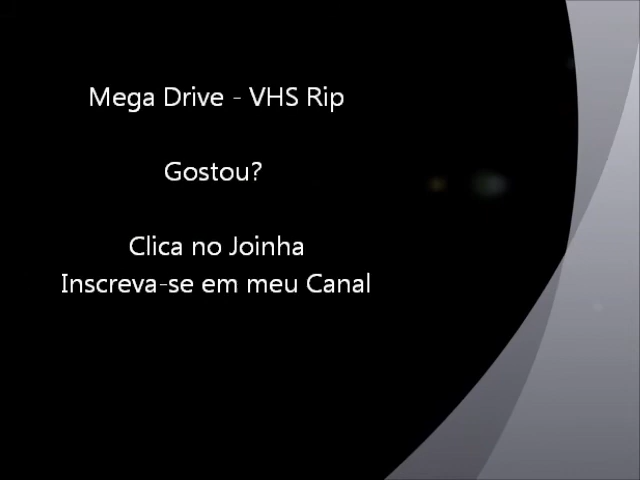 Mega Drive - VHS Rip
Gostou?
Clica no Joinha
Inscreva-se em meu Canal